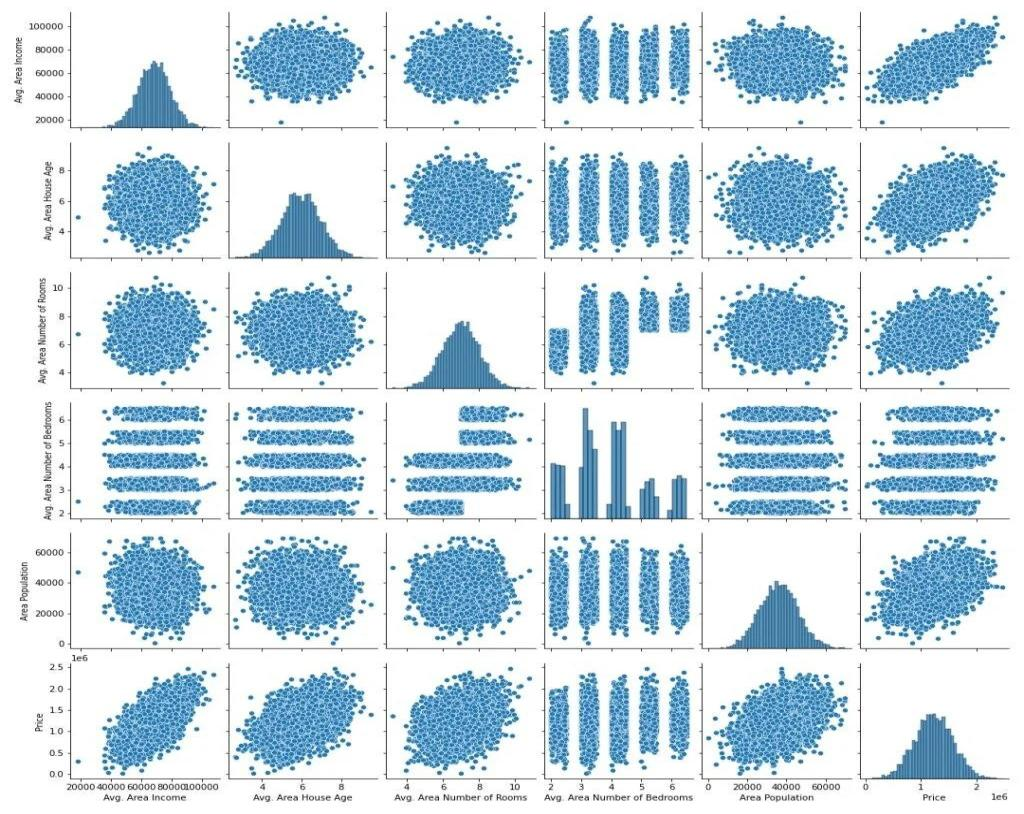 100000
80000
60000
40000
20000
Avg. Area Income
8
6
4
Avg. Area House Age
10
8
6
4
Avg. Area Number of Rooms
6
5
4
3
2
Avg. Area Number of Bedrooms
60000
40000
20000
0
Area Population
1e6
2.5
2.0
1.5
1.0
0.5
0.0
Price
20000 40000 60000 80000 100000
4 6 8
4 6 8 10
2 3 4 5 6
0 20000 40000 60000
0 1 2 1e6
Avg. Area Income Avg. Area House Age Avg. Area Number of Rooms Avg. Area Number of Bedrooms Area Population Price